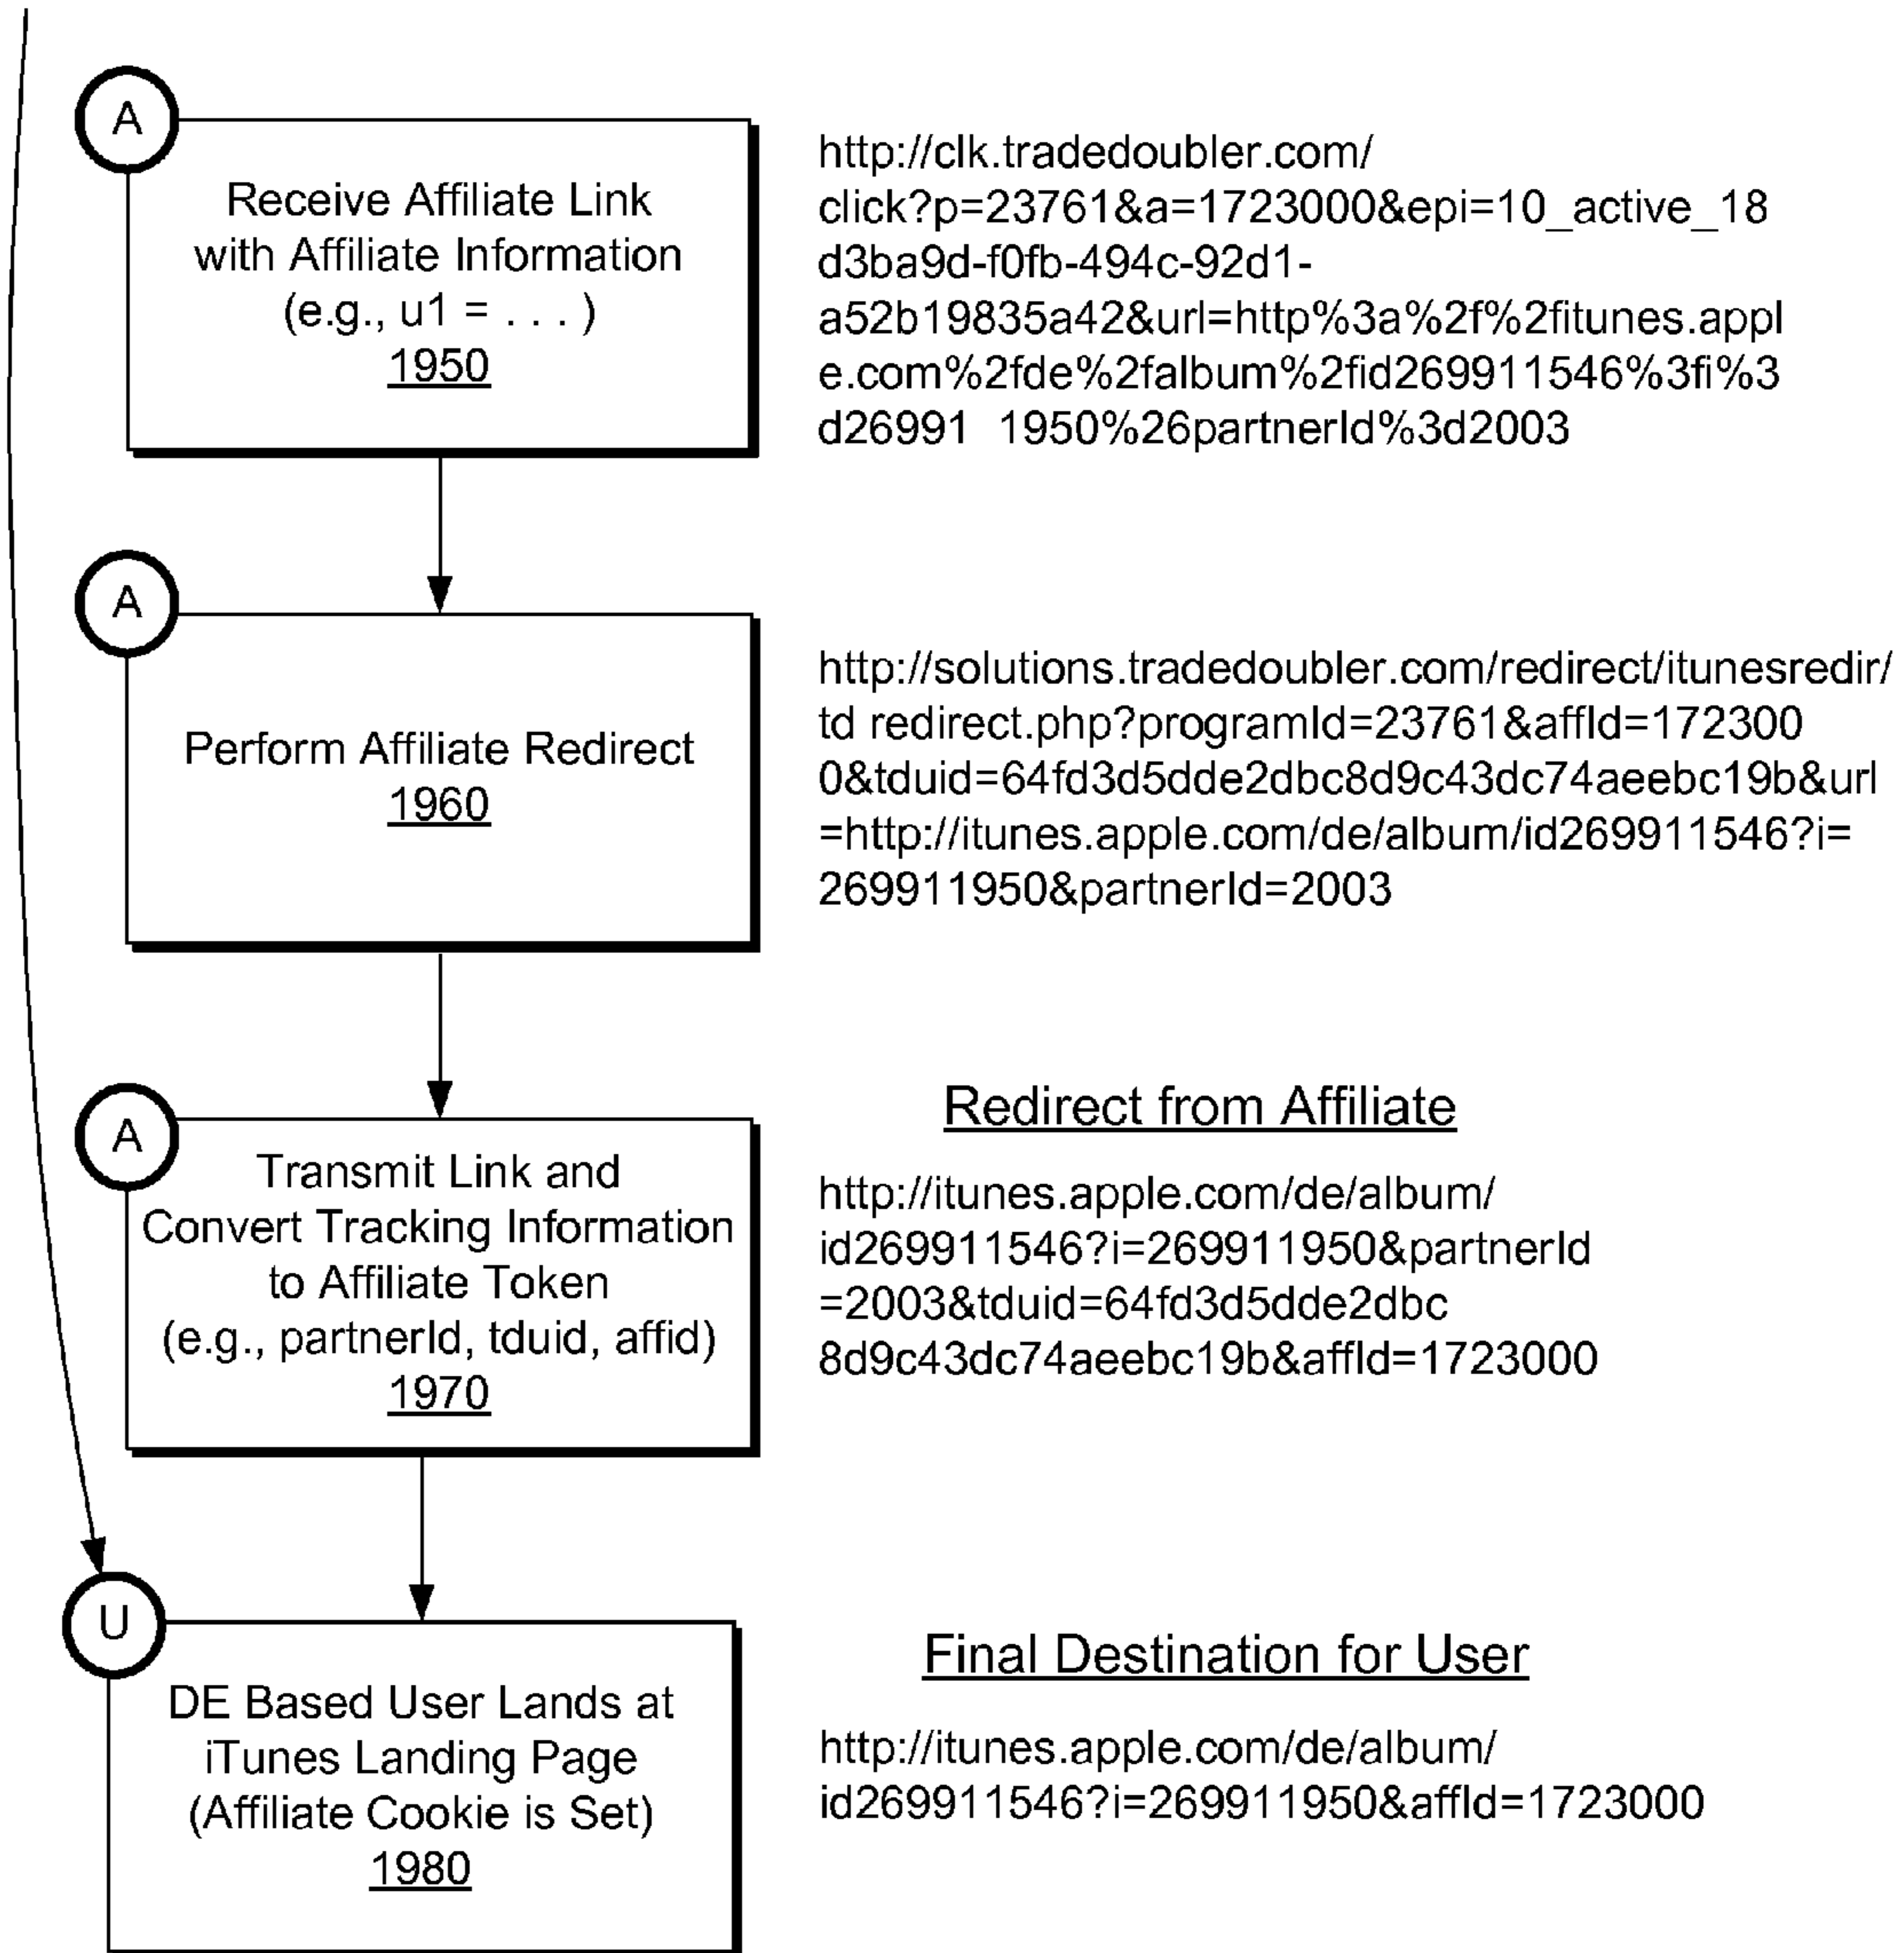 A
Receive Affiliate Link
with Affiliate Information
(e.g., u1 = . . . )
1950
http://clk.tradedoubler.com/
click?p=23761&a=1723000&epi=10_active_18
d3ba9d-f0fb-494c-92d1-
a52b19835a42&url=http%3a%2f%2fitunes.appl
e.com%2fde%2falbum%2fid269911546%3fi%3
d26991 1950%26partnerId%3d2003
A
Perform Affiliate Redirect
1960
http://solutions.tradedoubler.com/redirect/itunesredir/
td redirect.php?programId=23761&affId=172300
0&tduid=64fd3d5dde2dbc8d9c43dc74aeebc19b&url
=http://itunes.apple.com/de/album/id269911546?i=
269911950&partnerId=2003
A
Transmit Link and
Convert Tracking Information
to Affiliate Token
(e.g., partnerId, tduid, affid)
1970
Redirect from Affiliate
http://itunes.apple.com/de/album/
id269911546?i=269911950&partnerId
=2003&tduid=64fd3d5dde2dbc
8d9c43dc74aeebc19b&affId=1723000
U
DE Based User Lands at
iTunes Landing Page
(Affiliate Cookie is Set)
1980
Final Destination for User
http://itunes.apple.com/de/album/
id269911546?i=269911950&affId=1723000